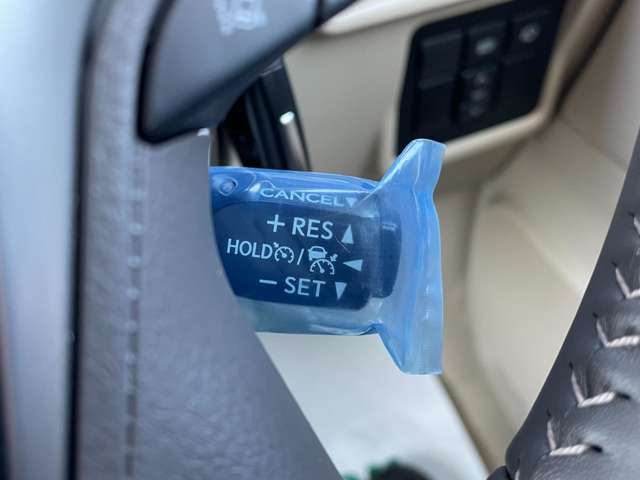 CANCEL▼
+ RES ▲
HOLD / ◀
− SET ▼